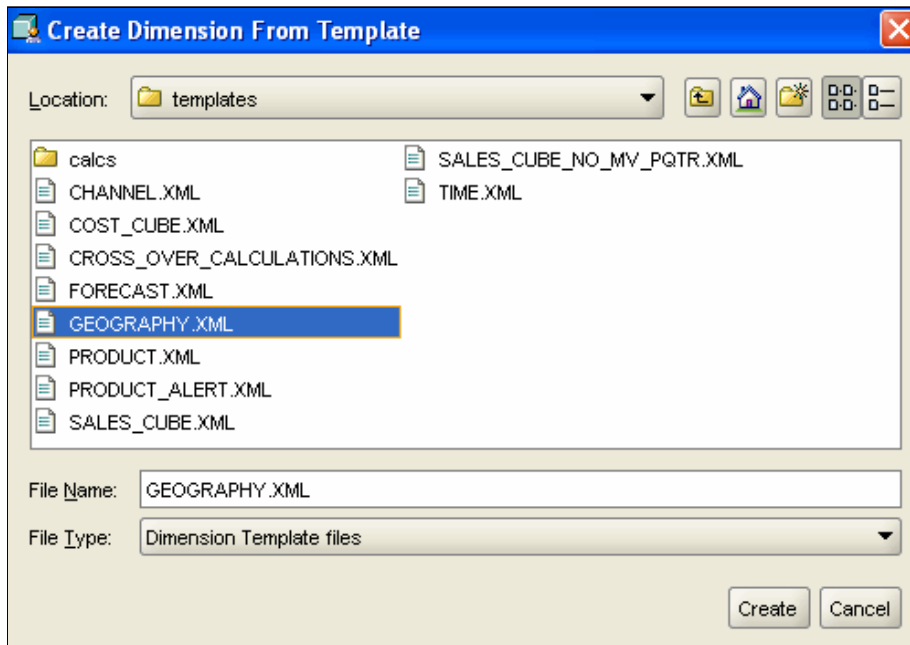 Create Dimension From Template
Location: templates
calcs
CHANNEL.XML
COST_CUBE.XML
CROSS_OVER_CALCULATIONS.XML
FORECAST.XML
GEOGRAPHY.XML
PRODUCT.XML
PRODUCT_ALERT.XML
SALES_CUBE.XML
SALES_CUBE_NO_MV_PQTR.XML
TIME.XML
File Name: GEOGRAPHY.XML
File Type: Dimension Template files
Create Cancel